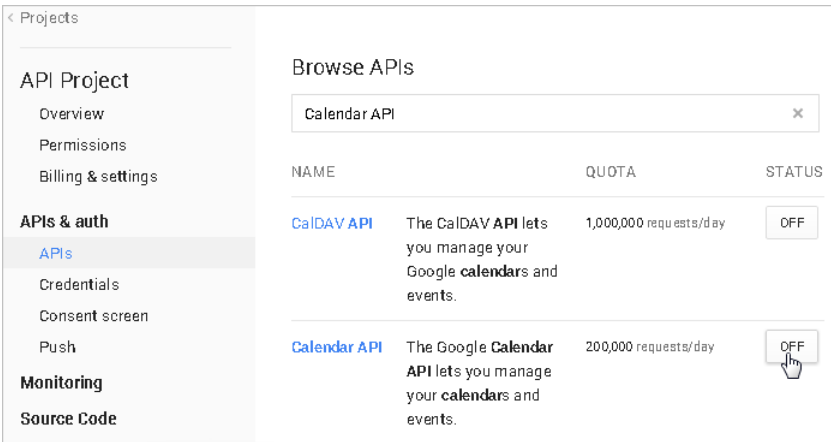 < Projects
API Project
Overview
Permissions
Billing & settings
APIs & auth
APIs
Credentials
Consent screen
Push
Monitoring
Source Code
Browse APIs
Calendar API ×
NAME QUOTA STATUS
CalDAV API The CalDAV API lets 1,000,000 requests/day OFF
you manage your
Google calendars and
events.
Calendar API The Google Calendar 200,000 requests/day OFF
API lets you manage
your calendars and
events.